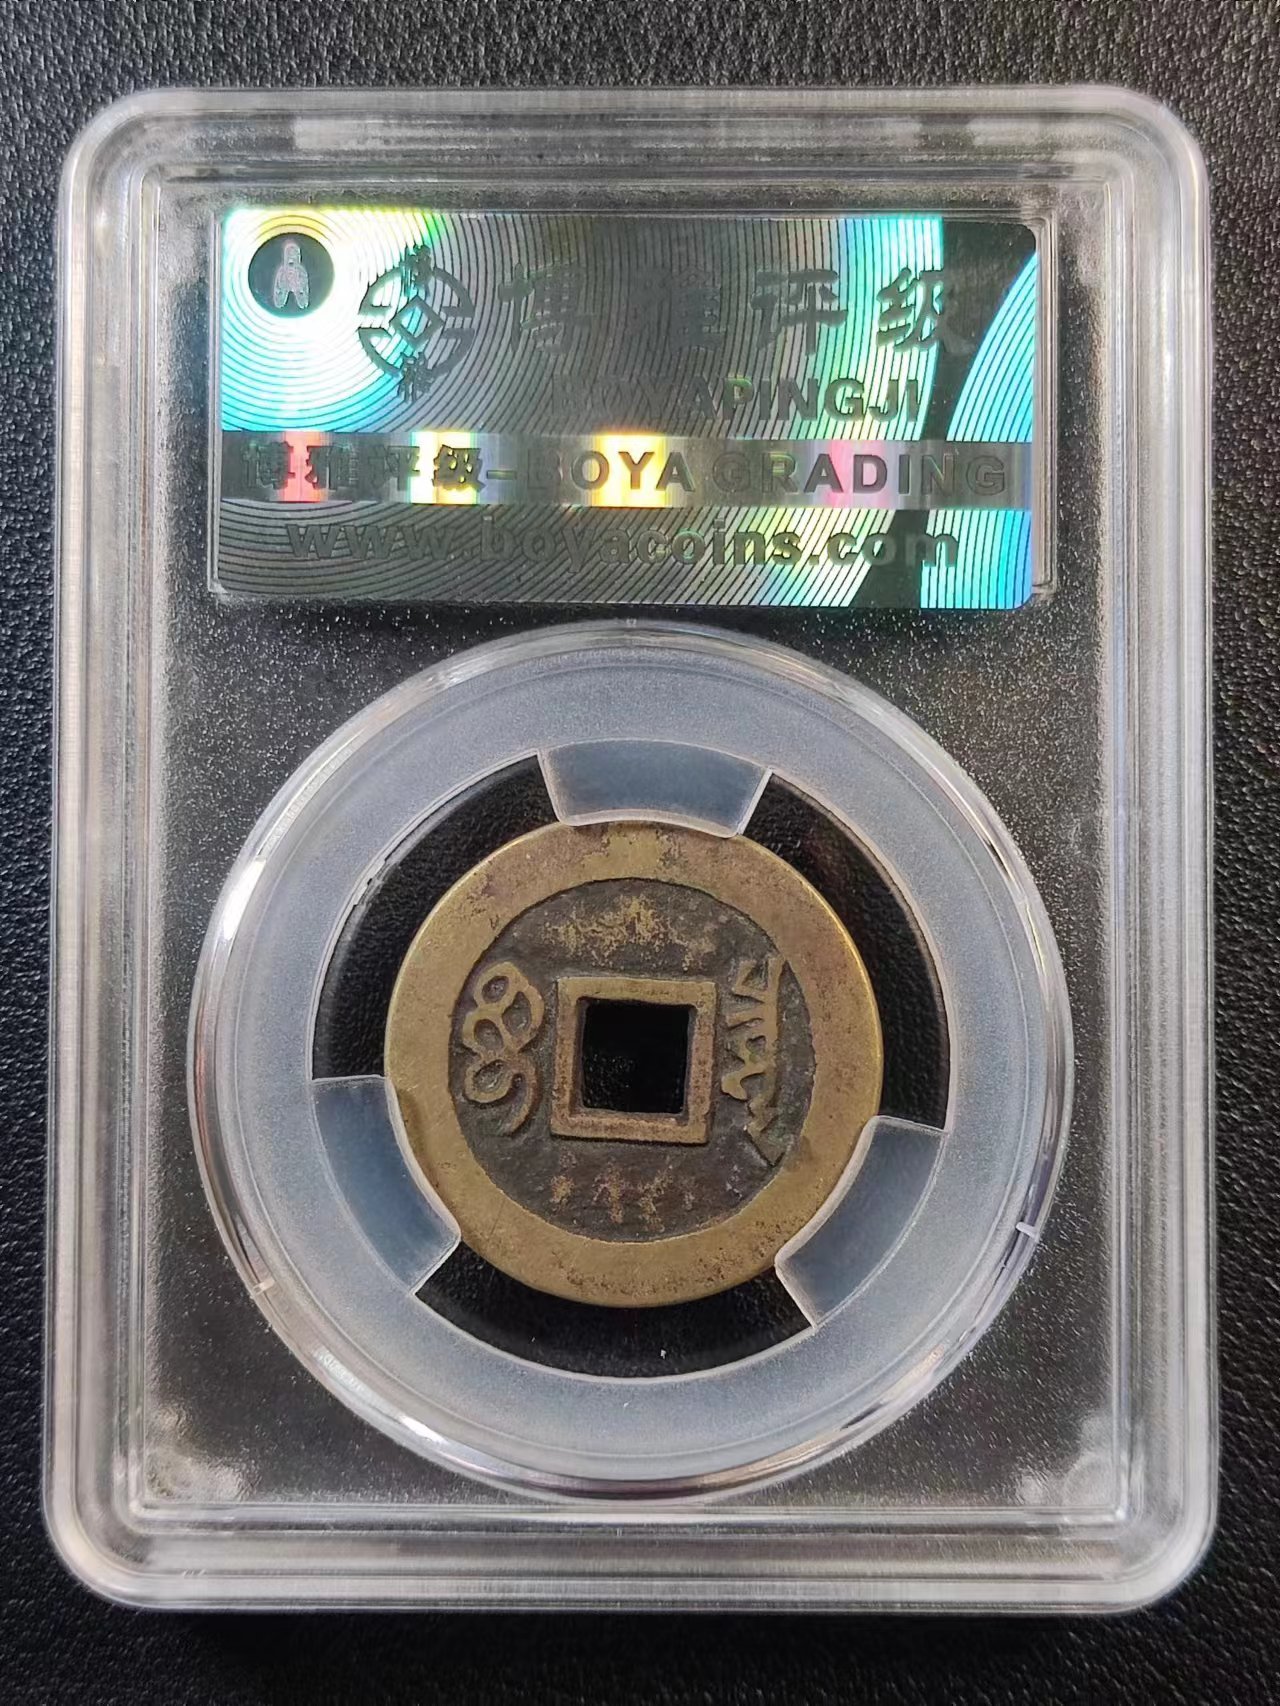 博雅评级
BOYAPINGJI
博雅评级-BOYA GRADING
www.boyacoins.com